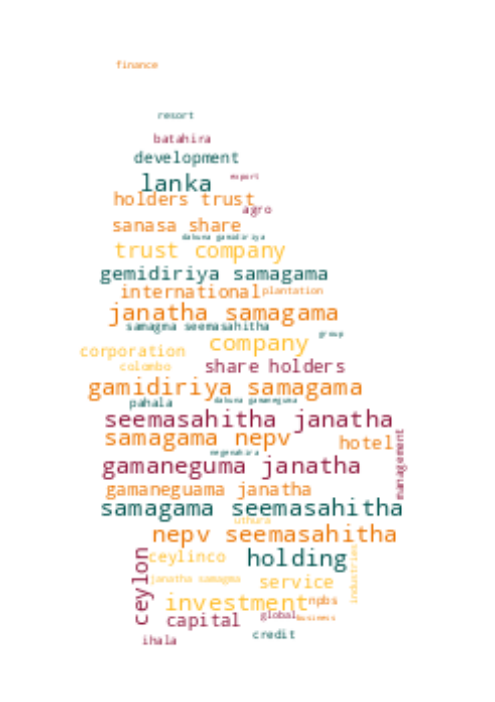 finance
resort
batahira
development
lanka
export
holders trust
agro
sanasa share
dakuna gamidiriya
trust company
gemidiriya samagama
international
plantation
janatha samagama
samagma seemasahitha
group
company
corporation
colombo
share holders
gamidiriya samagama
pahala
dakuna gamaneguma
seemasahitha janatha
samagama nepv
hotel
management
negenahira
gamaneguma janatha
gamaneguama janatha
samagama seemasahitha
uthura
nepv seemasahitha
ceylon
ceylinco
holding
janatha samagma
service
industries
investment
npbs
capital
global
business
credit
ihala